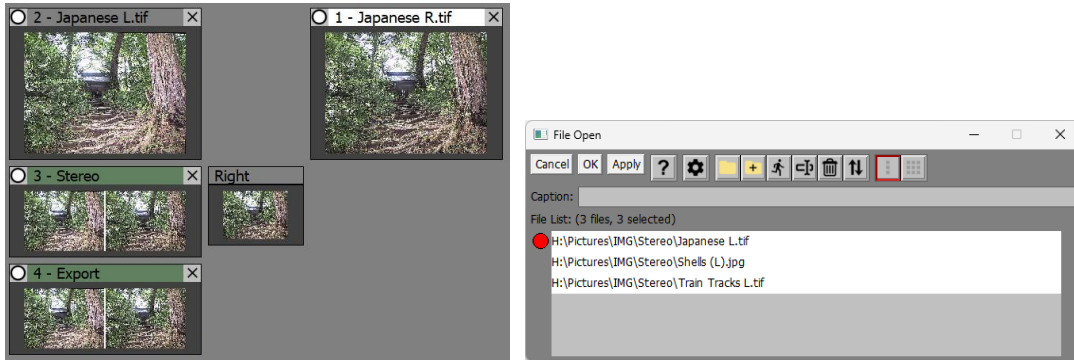 2 - Japanese L.tif
1 - Japanese R.tif
3 - Stereo
Right
4 - Export
File Open
Cancel OK Apply ?
Caption:
File List: (3 files, 3 selected)
H:\Pictures\IMG\Stereo\Japanese L.tif
H:\Pictures\IMG\Stereo\Shells (L).jpg
H:\Pictures\IMG\Stereo\Train Tracks L.tif